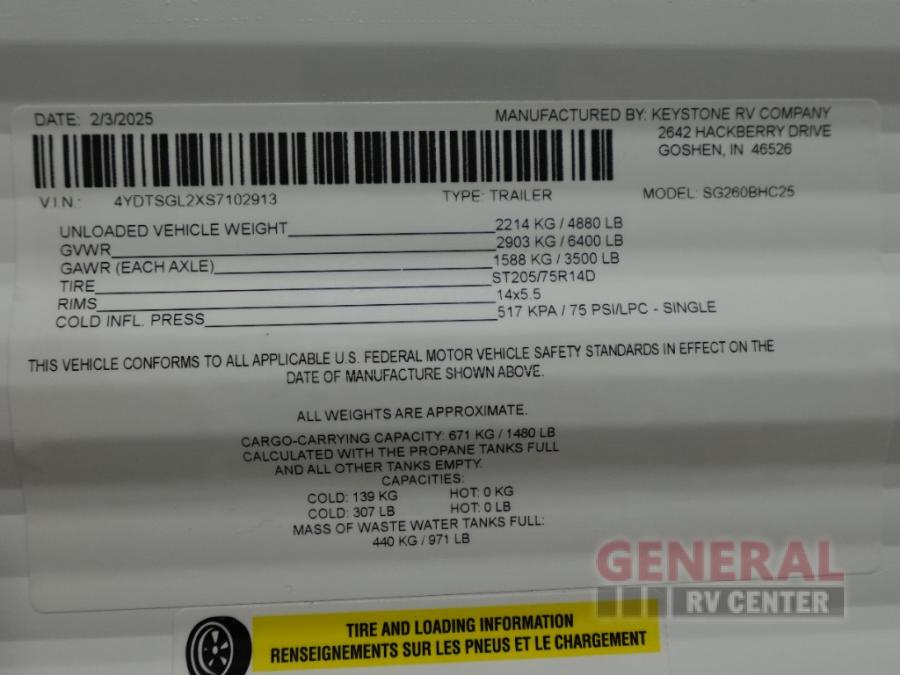 DATE: 2/3/2025 MANUFACTURED BY: KEYSTONE RV COMPANY
2642 HACKBERRY DRIVE
GOSHEN, IN 46526
V.I.N.: 4YDTSGL2XS7102913 TYPE: TRAILER MODEL: SG260BHC25
UNLOADED VEHICLE WEIGHT 2214 KG / 4880 LB
GVWR 2903 KG / 6400 LB
GAWR (EACH AXLE) 1588 KG / 3500 LB
TIRE ST205/75R14D
RIMS 14x5.5
COLD INFL. PRESS 517 KPA / 75 PSI/LPC - SINGLE
THIS VEHICLE CONFORMS TO ALL APPLICABLE U.S. FEDERAL MOTOR VEHICLE SAFETY STANDARDS IN EFFECT ON THE
DATE OF MANUFACTURE SHOWN ABOVE.
ALL WEIGHTS ARE APPROXIMATE.
CARGO-CARRYING CAPACITY: 671 KG / 1480 LB
CALCULATED WITH THE PROPANE TANKS FULL
AND ALL OTHER TANKS EMPTY.
CAPACITIES:
COLD: 139 KG HOT: 0 KG
COLD: 307 LB HOT: 0 LB
MASS OF WASTE WATER TANKS FULL:
440 KG / 971 LB
GENERAL
RV CENTER
TIRE AND LOADING INFORMATION
RENSEIGNEMENTS SUR LES PNEUS ET LE CHARGEMENT